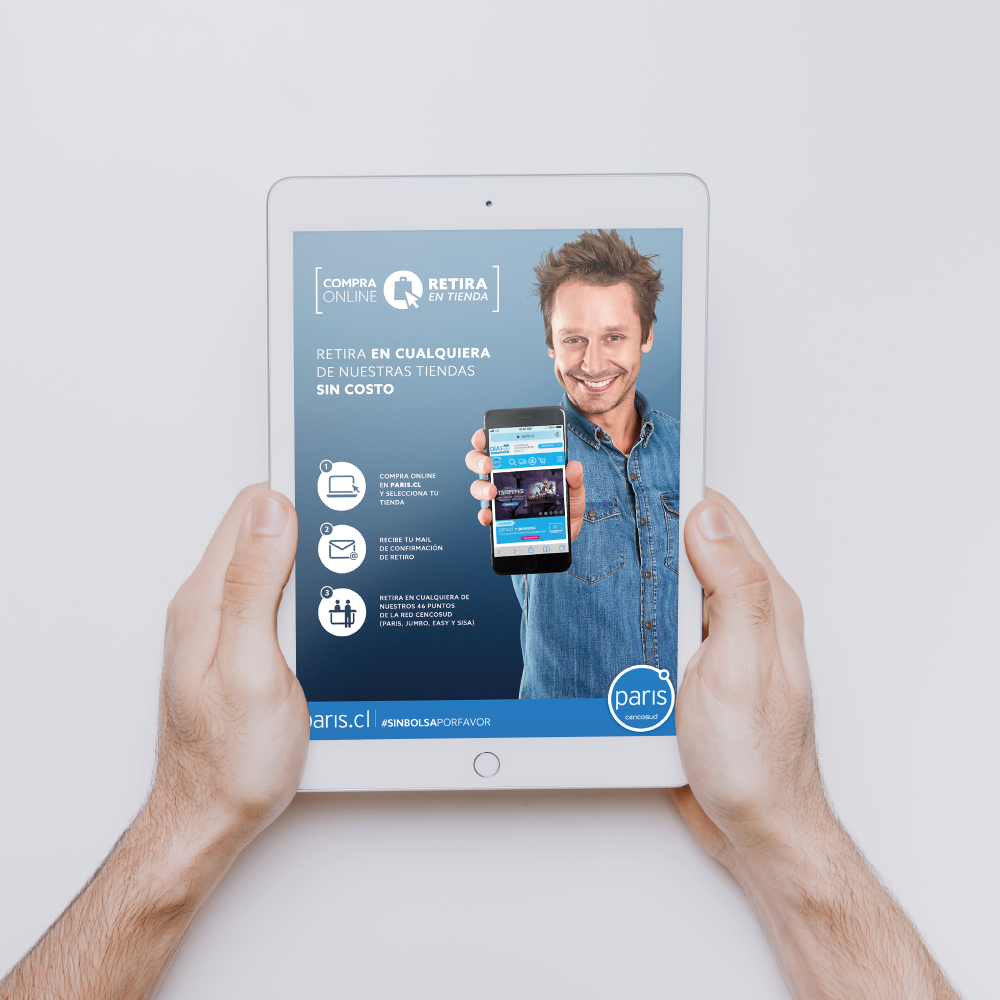 COMPRA
ONLINE
RETIRA
EN TIENDA
RETIRA EN CUALQUIERA
DE NUESTRAS TIENDAS
SIN COSTO
1
COMPRA ONLINE
EN PARIS.CL
Y SELECCIONA TU
TIENDA
2
RECIBE TU MAIL
DE CONFIRMACIÓN
DE RETIRO
@
3
RETIRA EN CUALQUIERA DE
NUESTROS 46 PUNTOS
DE LA RED CENCOSUD
(PARIS, JUMBO, EASY Y SISA)
paris.cl
#SINBOLSAPORFAVOR
paris
cencosud